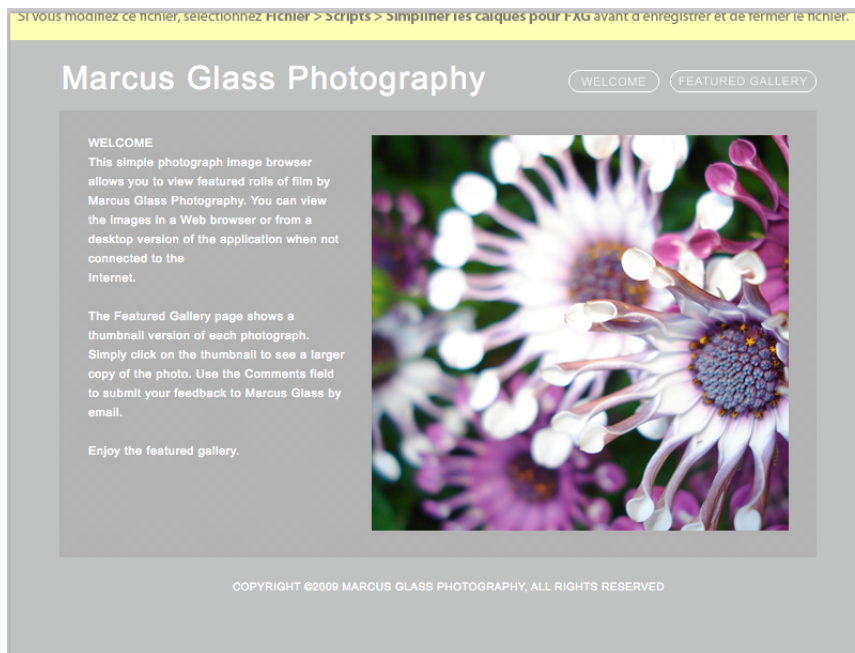 Si vous modifiez ce fichier, sélectionnez Fichier > Scripts > Simplifier les calques pour FXG avant d'enregistrer et de fermer le fichier.
Marcus Glass Photography
WELCOME
FEATURED GALLERY
WELCOME
This simple photograph image browser
allows you to view featured rolls of film by
Marcus Glass Photography. You can view
the images in a Web browser or from a
desktop version of the application when not
connected to the
Internet.
The Featured Gallery page shows a
thumbnail version of each photograph.
Simply click on the thumbnail to see a larger
copy of the photo. Use the Comments field
to submit your feedback to Marcus Glass by
email.
Enjoy the featured gallery.
COPYRIGHT ©2009 MARCUS GLASS PHOTOGRAPHY, ALL RIGHTS RESERVED